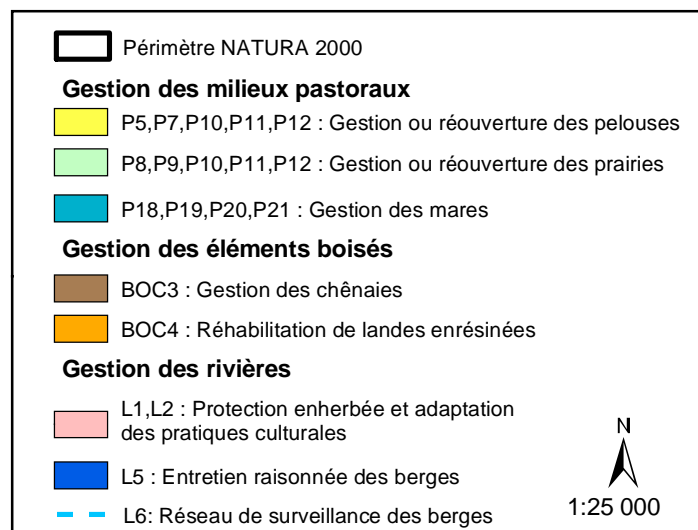 Périmètre NATURA 2000
Gestion des milieux pastoraux
P5,P7,P10,P11,P12 : Gestion ou réouverture des pelouses
P8,P9,P10,P11,P12 : Gestion ou réouverture des prairies
P18,P19,P20,P21 : Gestion des mares
Gestion des éléments boisés
BOC3 : Gestion des chênaies
BOC4 : Réhabilitation de landes enrésinées
Gestion des rivières
L1,L2 : Protection enherbée et adaptation
des pratiques culturales
L5 : Entretien raisonnée des berges
L6: Réseau de surveillance des berges
N
1:25 000